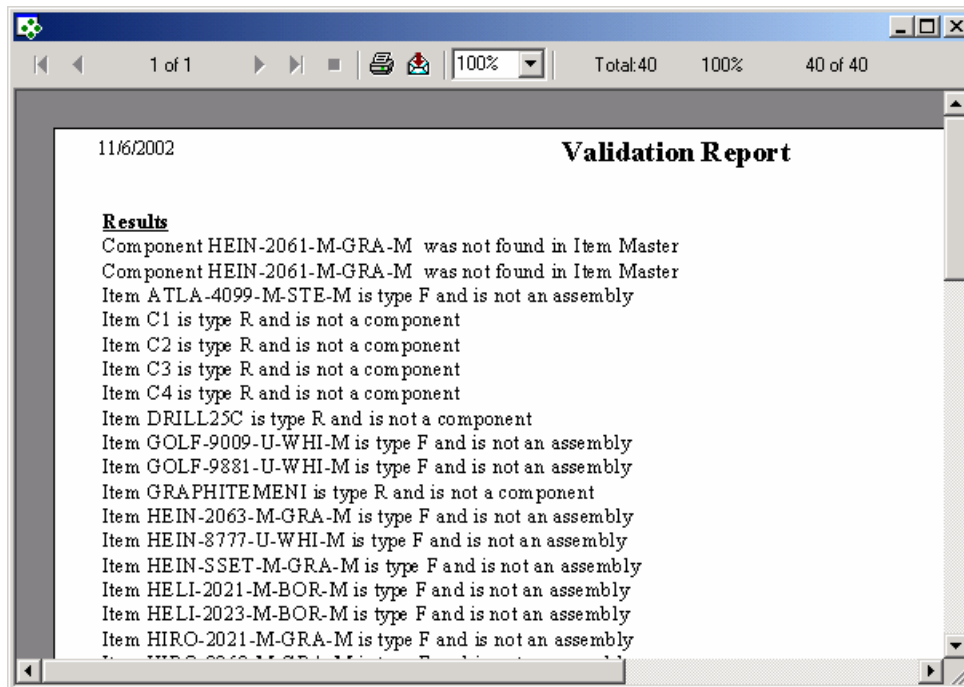 1 of 1 100% Total:40 100% 40 of 40
11/6/2002 Validation Report
Results
Component HEIN-2061-M-GRA-M was not found in Item Master
Component HEIN-2061-M-GRA-M was not found in Item Master
Item ATLA-4099-M-STE-M is type F and is not an assembly
Item C1 is type R and is not a component
Item C2 is type R and is not a component
Item C3 is type R and is not a component
Item C4 is type R and is not a component
Item DRILL25C is type R and is not a component
Item GOLF-9009-U-WHI-M is type F and is not an assembly
Item GOLF-9881-U-WHI-M is type F and is not an assembly
Item GRAPHITEMENI is type R and is not a component
Item HEIN-2063-M-GRA-M is type F and is not an assembly
Item HEIN-8777-U-WHI-M is type F and is not an assembly
Item HEIN-SSET-M-GRA-M is type F and is not an assembly
Item HELI-2021-M-BOR-M is type F and is not an assembly
Item HELI-2023-M-BOR-M is type F and is not an assembly
Item HIRO-2021-M-GRA-M is type F and is not an assembly